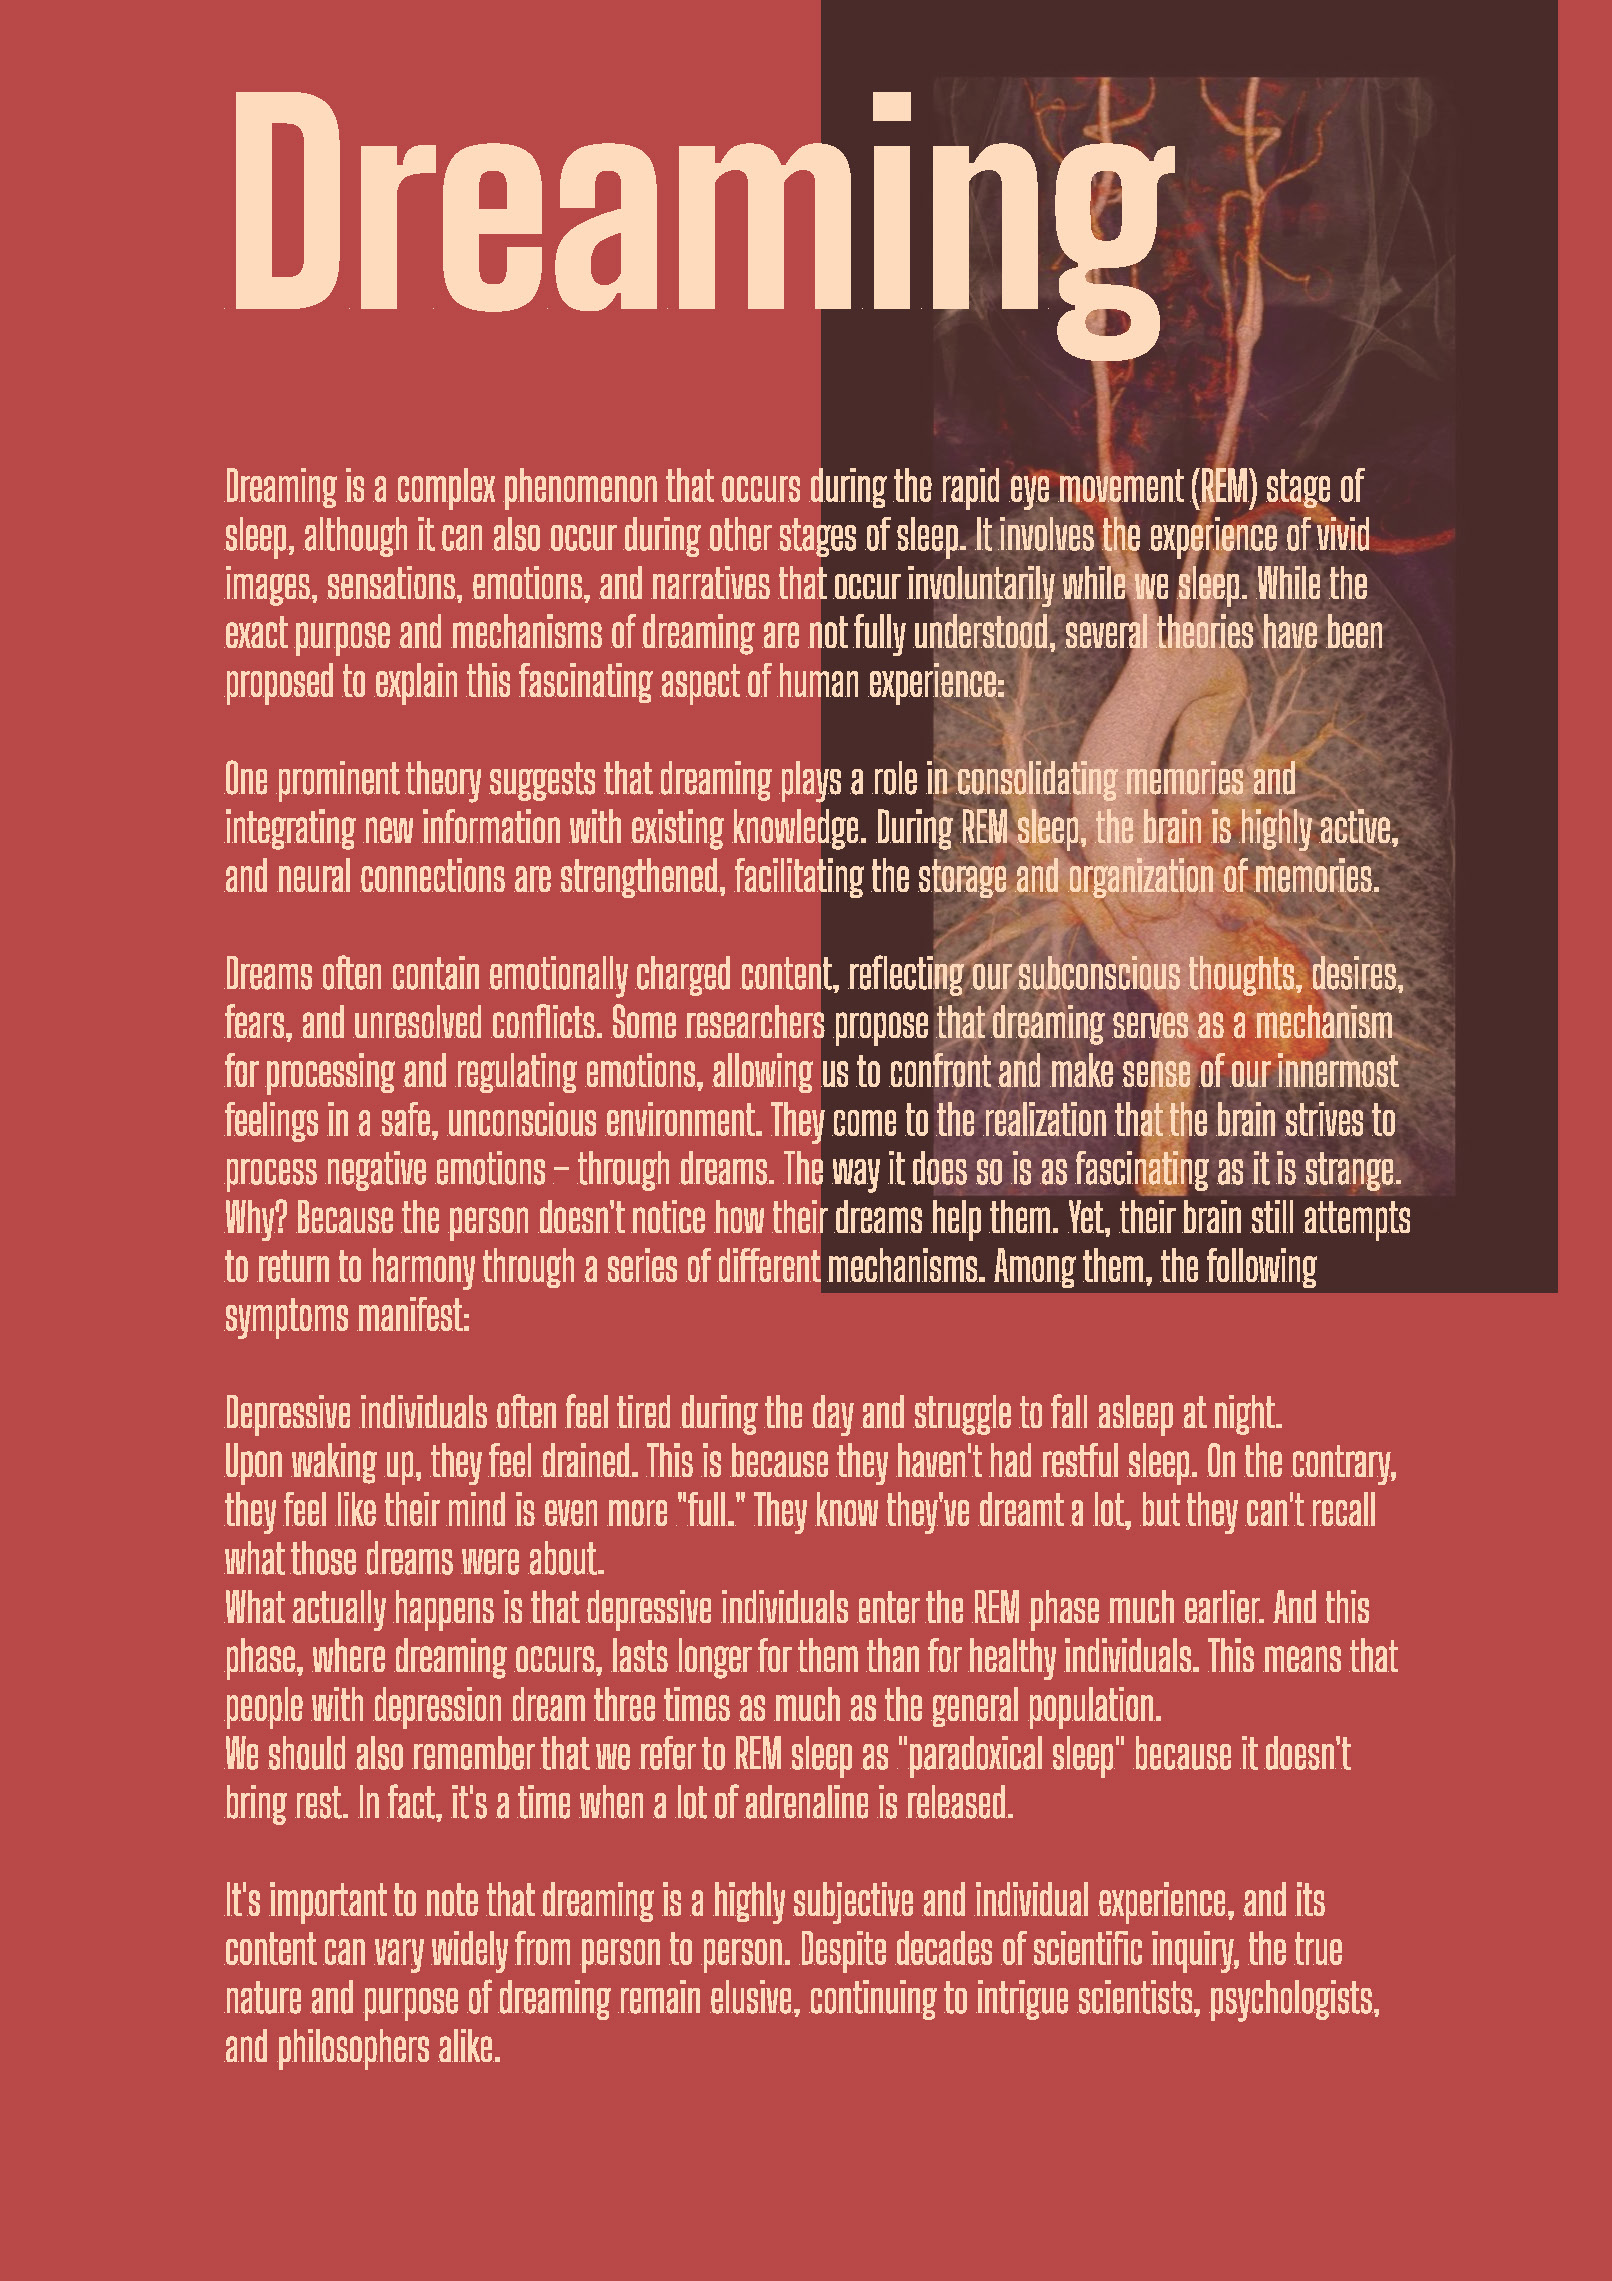 Dreaming
Dreaming is a complex phenomenon that occurs during the rapid eye movement (REM) stage of
sleep, although it can also occur during other stages of sleep. It involves the experience of vivid
images, sensations, emotions, and narratives that occur involuntarily while we sleep. While the
exact purpose and mechanisms of dreaming are not fully understood, several theories have been
proposed to explain this fascinating aspect of human experience:
One prominent theory suggests that dreaming plays a role in consolidating memories and
integrating new information with existing knowledge. During REM sleep, the brain is highly active,
and neural connections are strengthened, facilitating the storage and organization of memories.
Dreams often contain emotionally charged content, reflecting our subconscious thoughts, desires,
fears, and unresolved conflicts. Some researchers propose that dreaming serves as a mechanism
for processing and regulating emotions, allowing us to confront and make sense of our innermost
feelings in a safe, unconscious environment. They come to the realization that the brain strives to
process negative emotions – through dreams. The way it does so is as fascinating as it is strange.
Why? Because the person doesn't notice how their dreams help them. Yet, their brain still attempts
to return to harmony through a series of different mechanisms. Among them, the following
symptoms manifest:
Depressive individuals often feel tired during the day and struggle to fall asleep at night.
Upon waking up, they feel drained. This is because they haven't had restful sleep. On the contrary,
they feel like their mind is even more "full." They know they've dreamt a lot, but they can't recall
what those dreams were about.
What actually happens is that depressive individuals enter the REM phase much earlier. And this
phase, where dreaming occurs, lasts longer for them than for healthy individuals. This means that
people with depression dream three times as much as the general population.
We should also remember that we refer to REM sleep as "paradoxical sleep" because it doesn't
bring rest. In fact, it's a time when a lot of adrenaline is released.
It's important to note that dreaming is a highly subjective and individual experience, and its
content can vary widely from person to person. Despite decades of scientific inquiry, the true
nature and purpose of dreaming remain elusive, continuing to intrigue scientists, psychologists,
and philosophers alike.